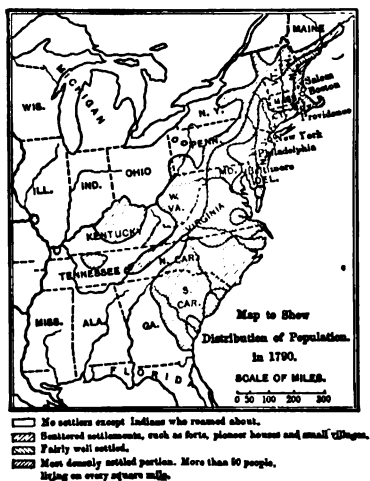 MAINE
MICHIGAN
WIS.
N. Y.
Salem
Boston
Providence
New York
PENN.
Philadelphia
OHIO
IND.
ILL.
MD.
Baltimore
DEL.
W. VA.
VIRGINIA
KENTUCKY
TENNESSEE
N. CAR.
S. CAR.
MISS.
ALA.
GA.
FLORIDA
Map to Show
Distribution of Population.
in 1790.
SCALE OF MILES.
0 50 100 200 300
No settlers except Indians who roamed about.
Scattered settlements, such as forts, pioneer houses and small villages.
Fairly well settled.
Most densely settled portion. More than 90 people,
living on every square mile.